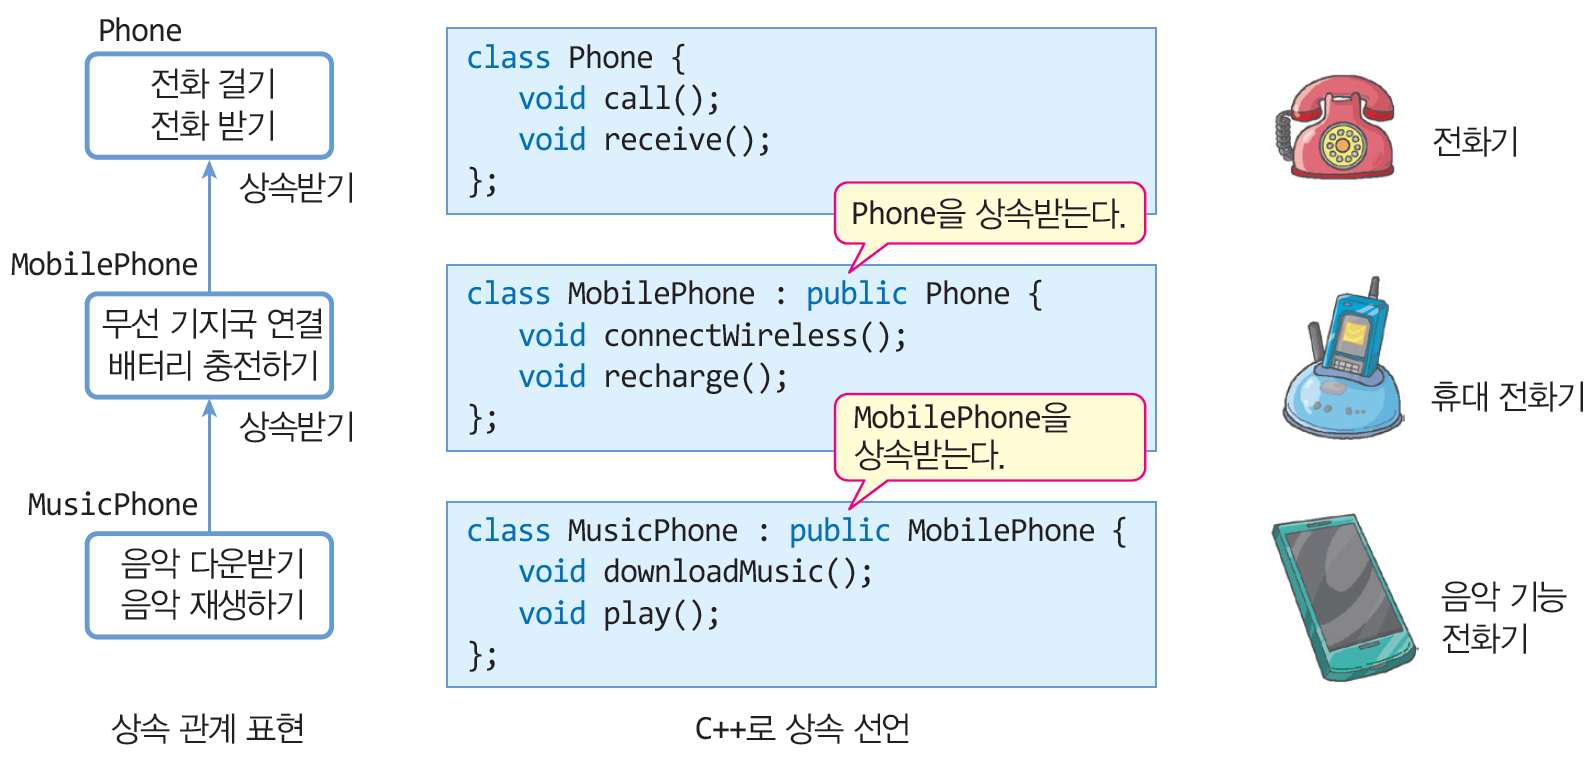 Phone
전화 걸기
전화 받기
상속받기
MobilePhone
무선 기지국 연결
배터리 충전하기
상속받기
MusicPhone
음악 다운받기
음악 재생하기
상속 관계 표현
class Phone {
void call();
void receive();
};
Phone을 상속받는다.
class MobilePhone : public Phone {
void connectWireless();
void recharge();
};
MobilePhone을
상속받는다.
class MusicPhone : public MobilePhone {
void downloadMusic();
void play();
};
C++로 상속 선언
전화기
휴대 전화기
음악 기능
전화기